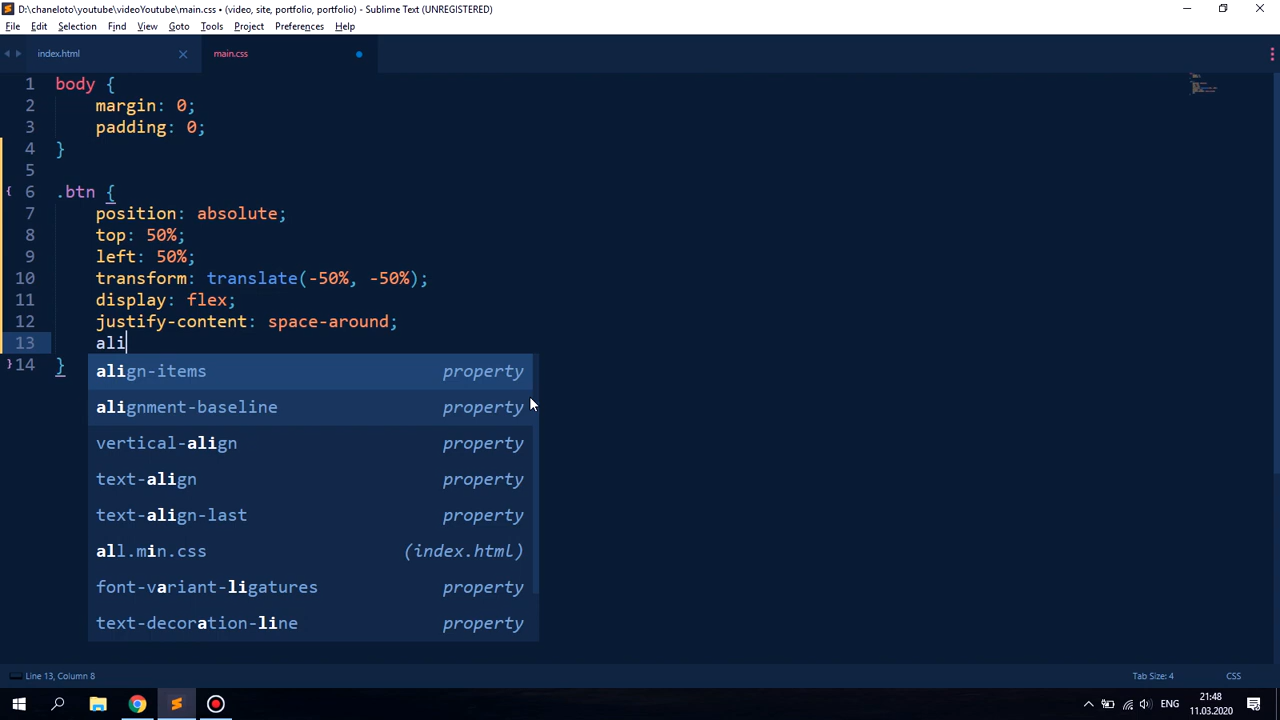 D:\chaneloto\youtube\videoYoutube\main.css • (video, site, portfolio, portfolio) - Sublime Text (UNREGISTERED)
File Edit Selection Find View Goto Tools Project Preferences Help
index.html main.css
1 body {
2 margin: 0;
3 padding: 0;
4 }
5
6 .btn {
7 position: absolute;
8 top: 50%;
9 left: 50%;
10 transform: translate(-50%, -50%);
11 display: flex;
12 justify-content: space-around;
13 ali
14 }
align-items property
alignment-baseline property
vertical-align property
text-align property
text-align-last property
all.min.css (index.html)
font-variant-ligatures property
text-decoration-line property
Line 13, Column 8 Tab Size: 4 CSS
ENG 21:48
11.03.2020